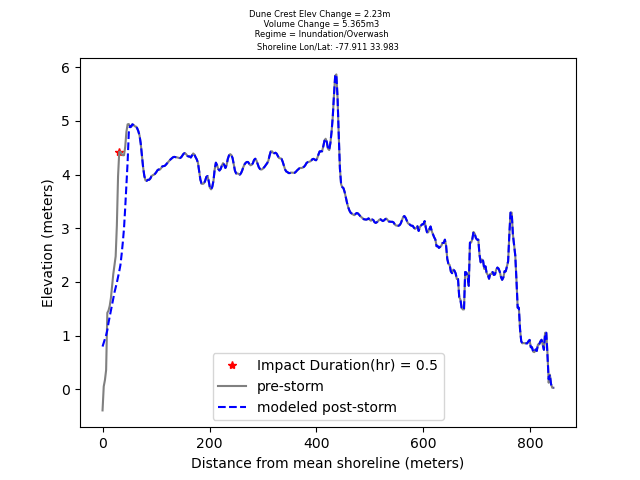 Dune Crest Elev Change = 2.23m
Volume Change = 5.365m3
Regime = Inundation/Overwash
Shoreline Lon/Lat: -77.911 33.983
6
5
4
3
2
1
0
Elevation (meters)
Impact Duration(hr) = 0.5
pre-storm
modeled post-storm
0
200
400
600
800
Distance from mean shoreline (meters)